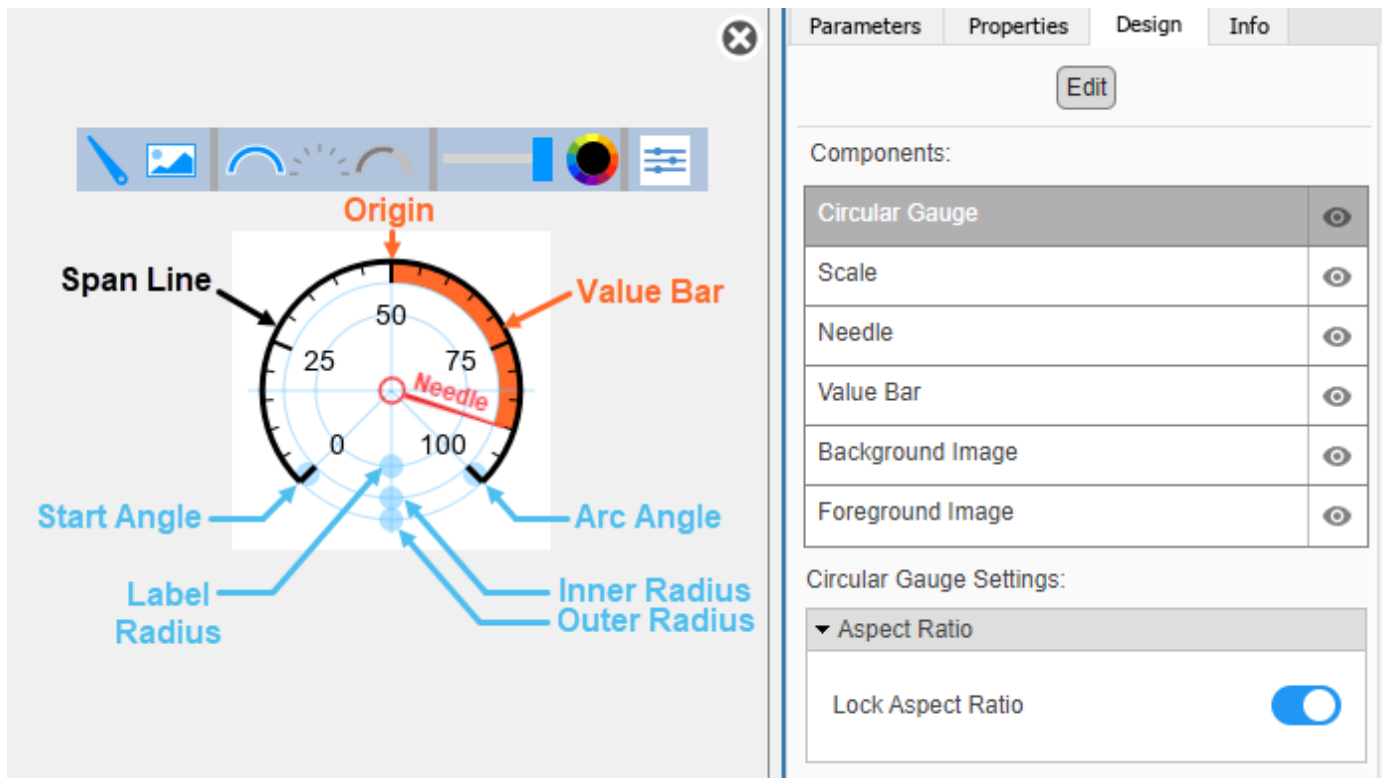 Parameters Properties Design Info
Edit
Components:
Circular Gauge
Scale
Needle
Value Bar
Background Image
Foreground Image
Circular Gauge Settings:
Aspect Ratio
Lock Aspect Ratio
Origin
Span Line
Value Bar
50
25
75
Needle
0
100
Start Angle
Arc Angle
Label
Radius
Inner Radius
Outer Radius